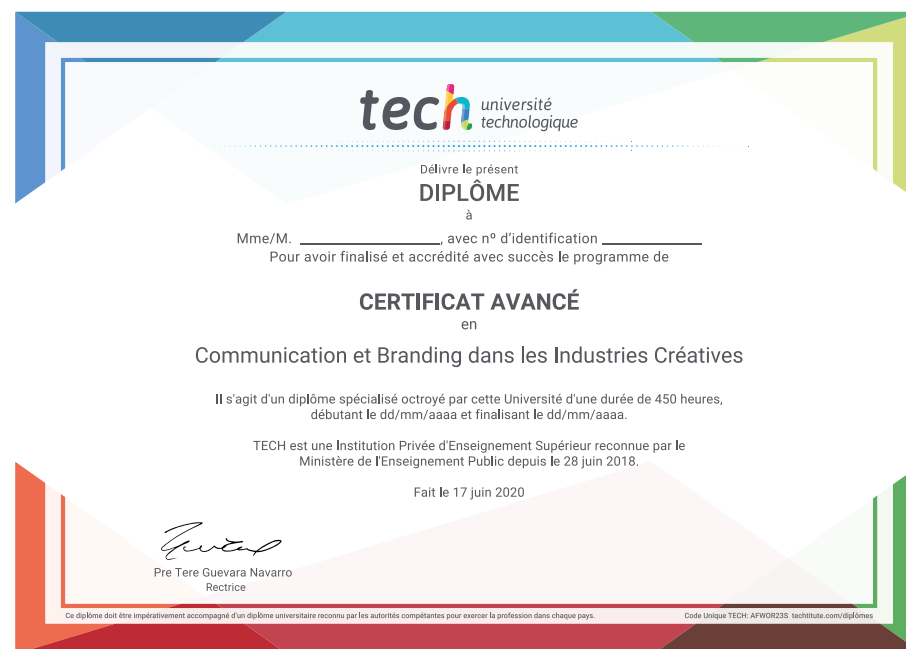 tech université
technologique
Délivre le présent
DIPLÔME
à
Mme/M. ____________________, avec nº d'identification ______________
Pour avoir finalisé et accrédité avec succès le programme de
CERTIFICAT AVANCÉ
en
Communication et Branding dans les Industries Créatives
Il s'agit d'un diplôme spécialisé octroyé par cette Université d'une durée de 450 heures,
débutant le dd/mm/aaaa et finalisant le dd/mm/aaaa.
TECH est une Institution Privée d'Enseignement Supérieur reconnue par le
Ministère de l'Enseignement Public depuis le 28 juin 2018.
Fait le 17 juin 2020
Pre Tere Guevara Navarro
Rectrice
Ce diplôme doit être impérativement accompagné d'un diplôme universitaire reconnu par les autorités compétantes pour exercer la profession dans chaque pays.
Code Unique TECH: AFWOR23S techtitute.com/diplômes